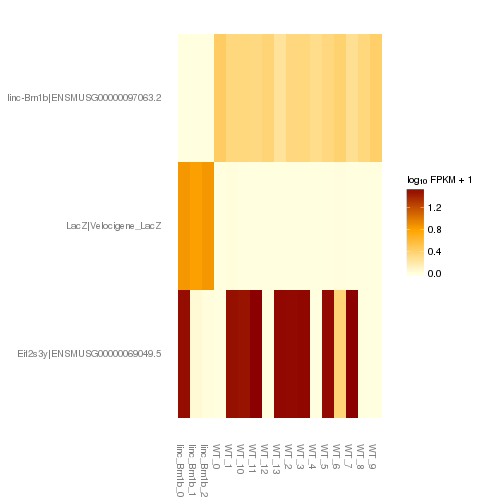 linc-Brn1b|ENSMUSG00000097063.2
LacZ|Velocigene_LacZ
Eif2s3y|ENSMUSG00000069049.5
log10 FPKM + 1
1.2
0.8
0.4
0.0
linc_Brn1b_0
linc_Brn1b_1
linc_Brn1b_2
WT_0
WT_1
WT_10
WT_11
WT_12
WT_13
WT_2
WT_3
WT_4
WT_5
WT_6
WT_7
WT_8
WT_9